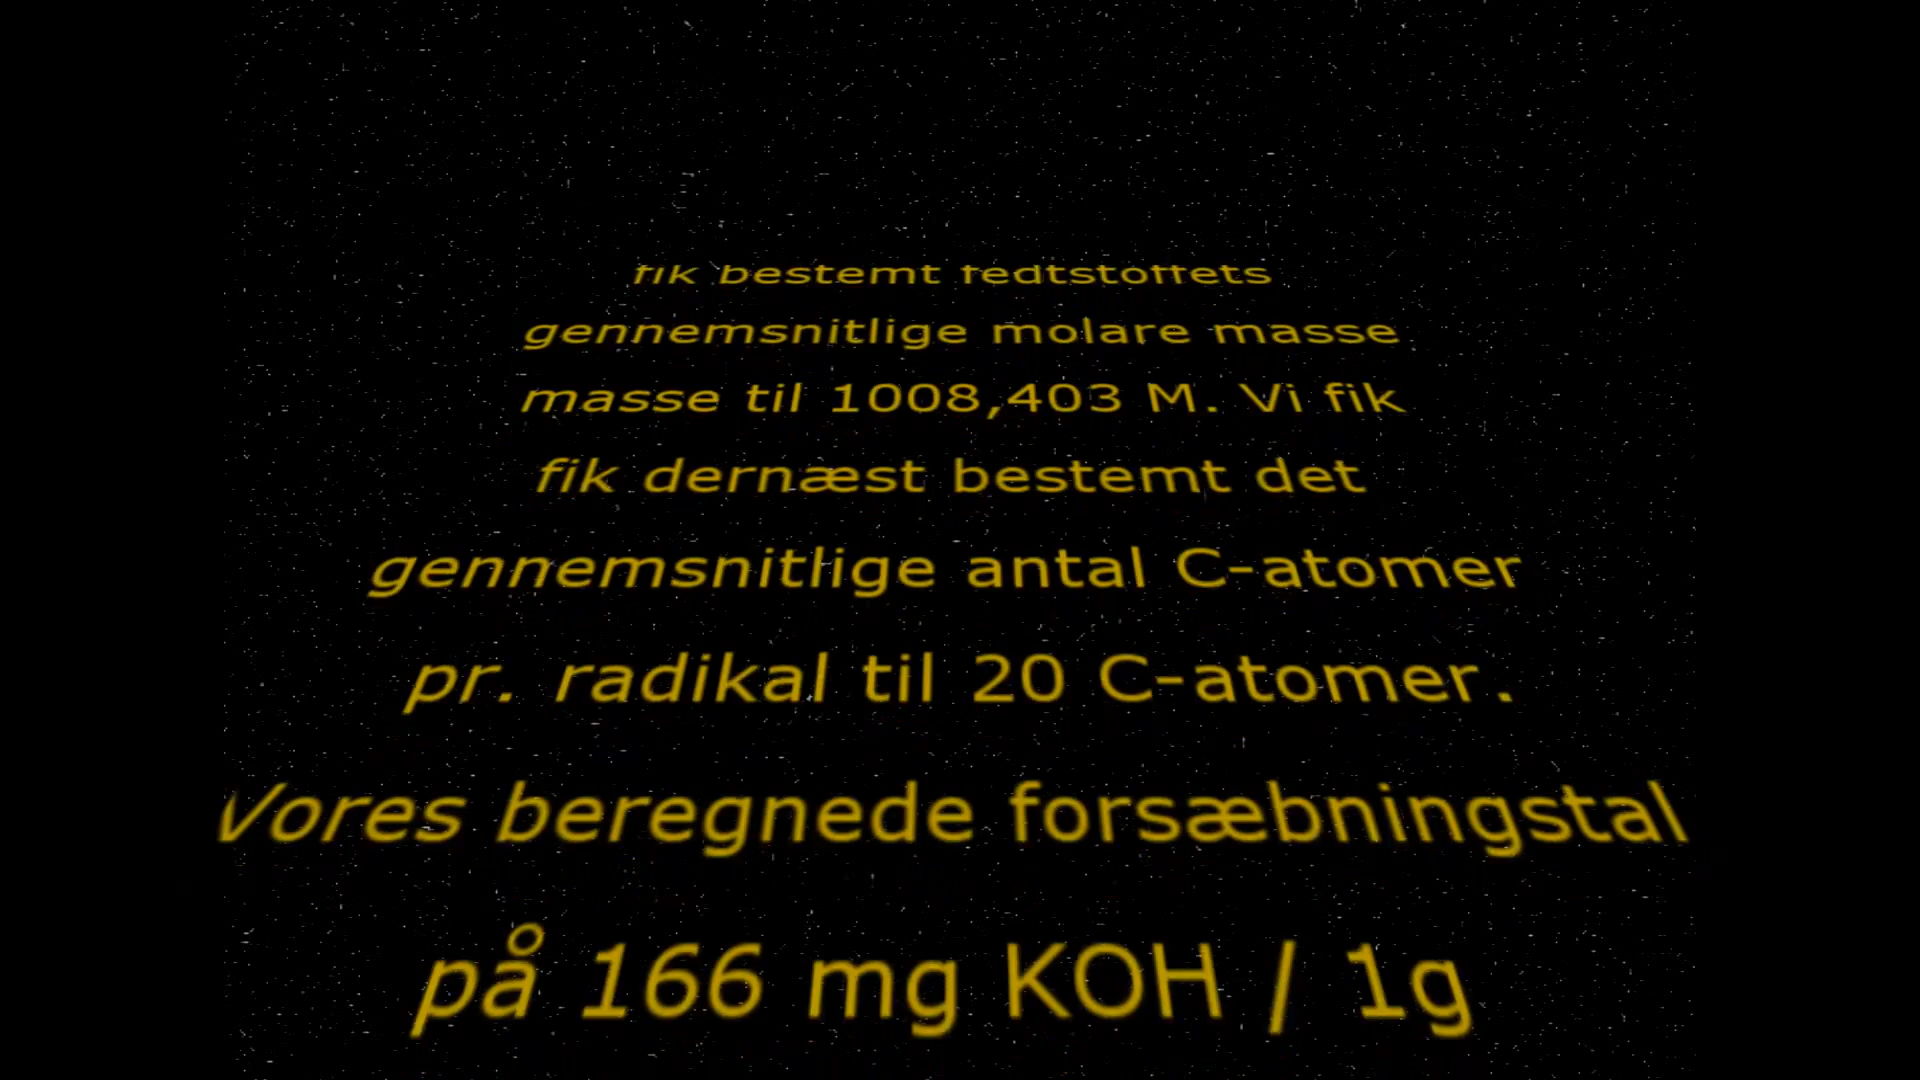 fik bestemt fedtstoffets
gennemsnitlige molare masse
masse til 1008,403 M. Vi fik
fik dernæst bestemt det
gennemsnitlige antal C-atomer
pr. radikal til 20 C-atomer.
Vores beregnede forsæbningstal
på 166 mg KOH / 1g